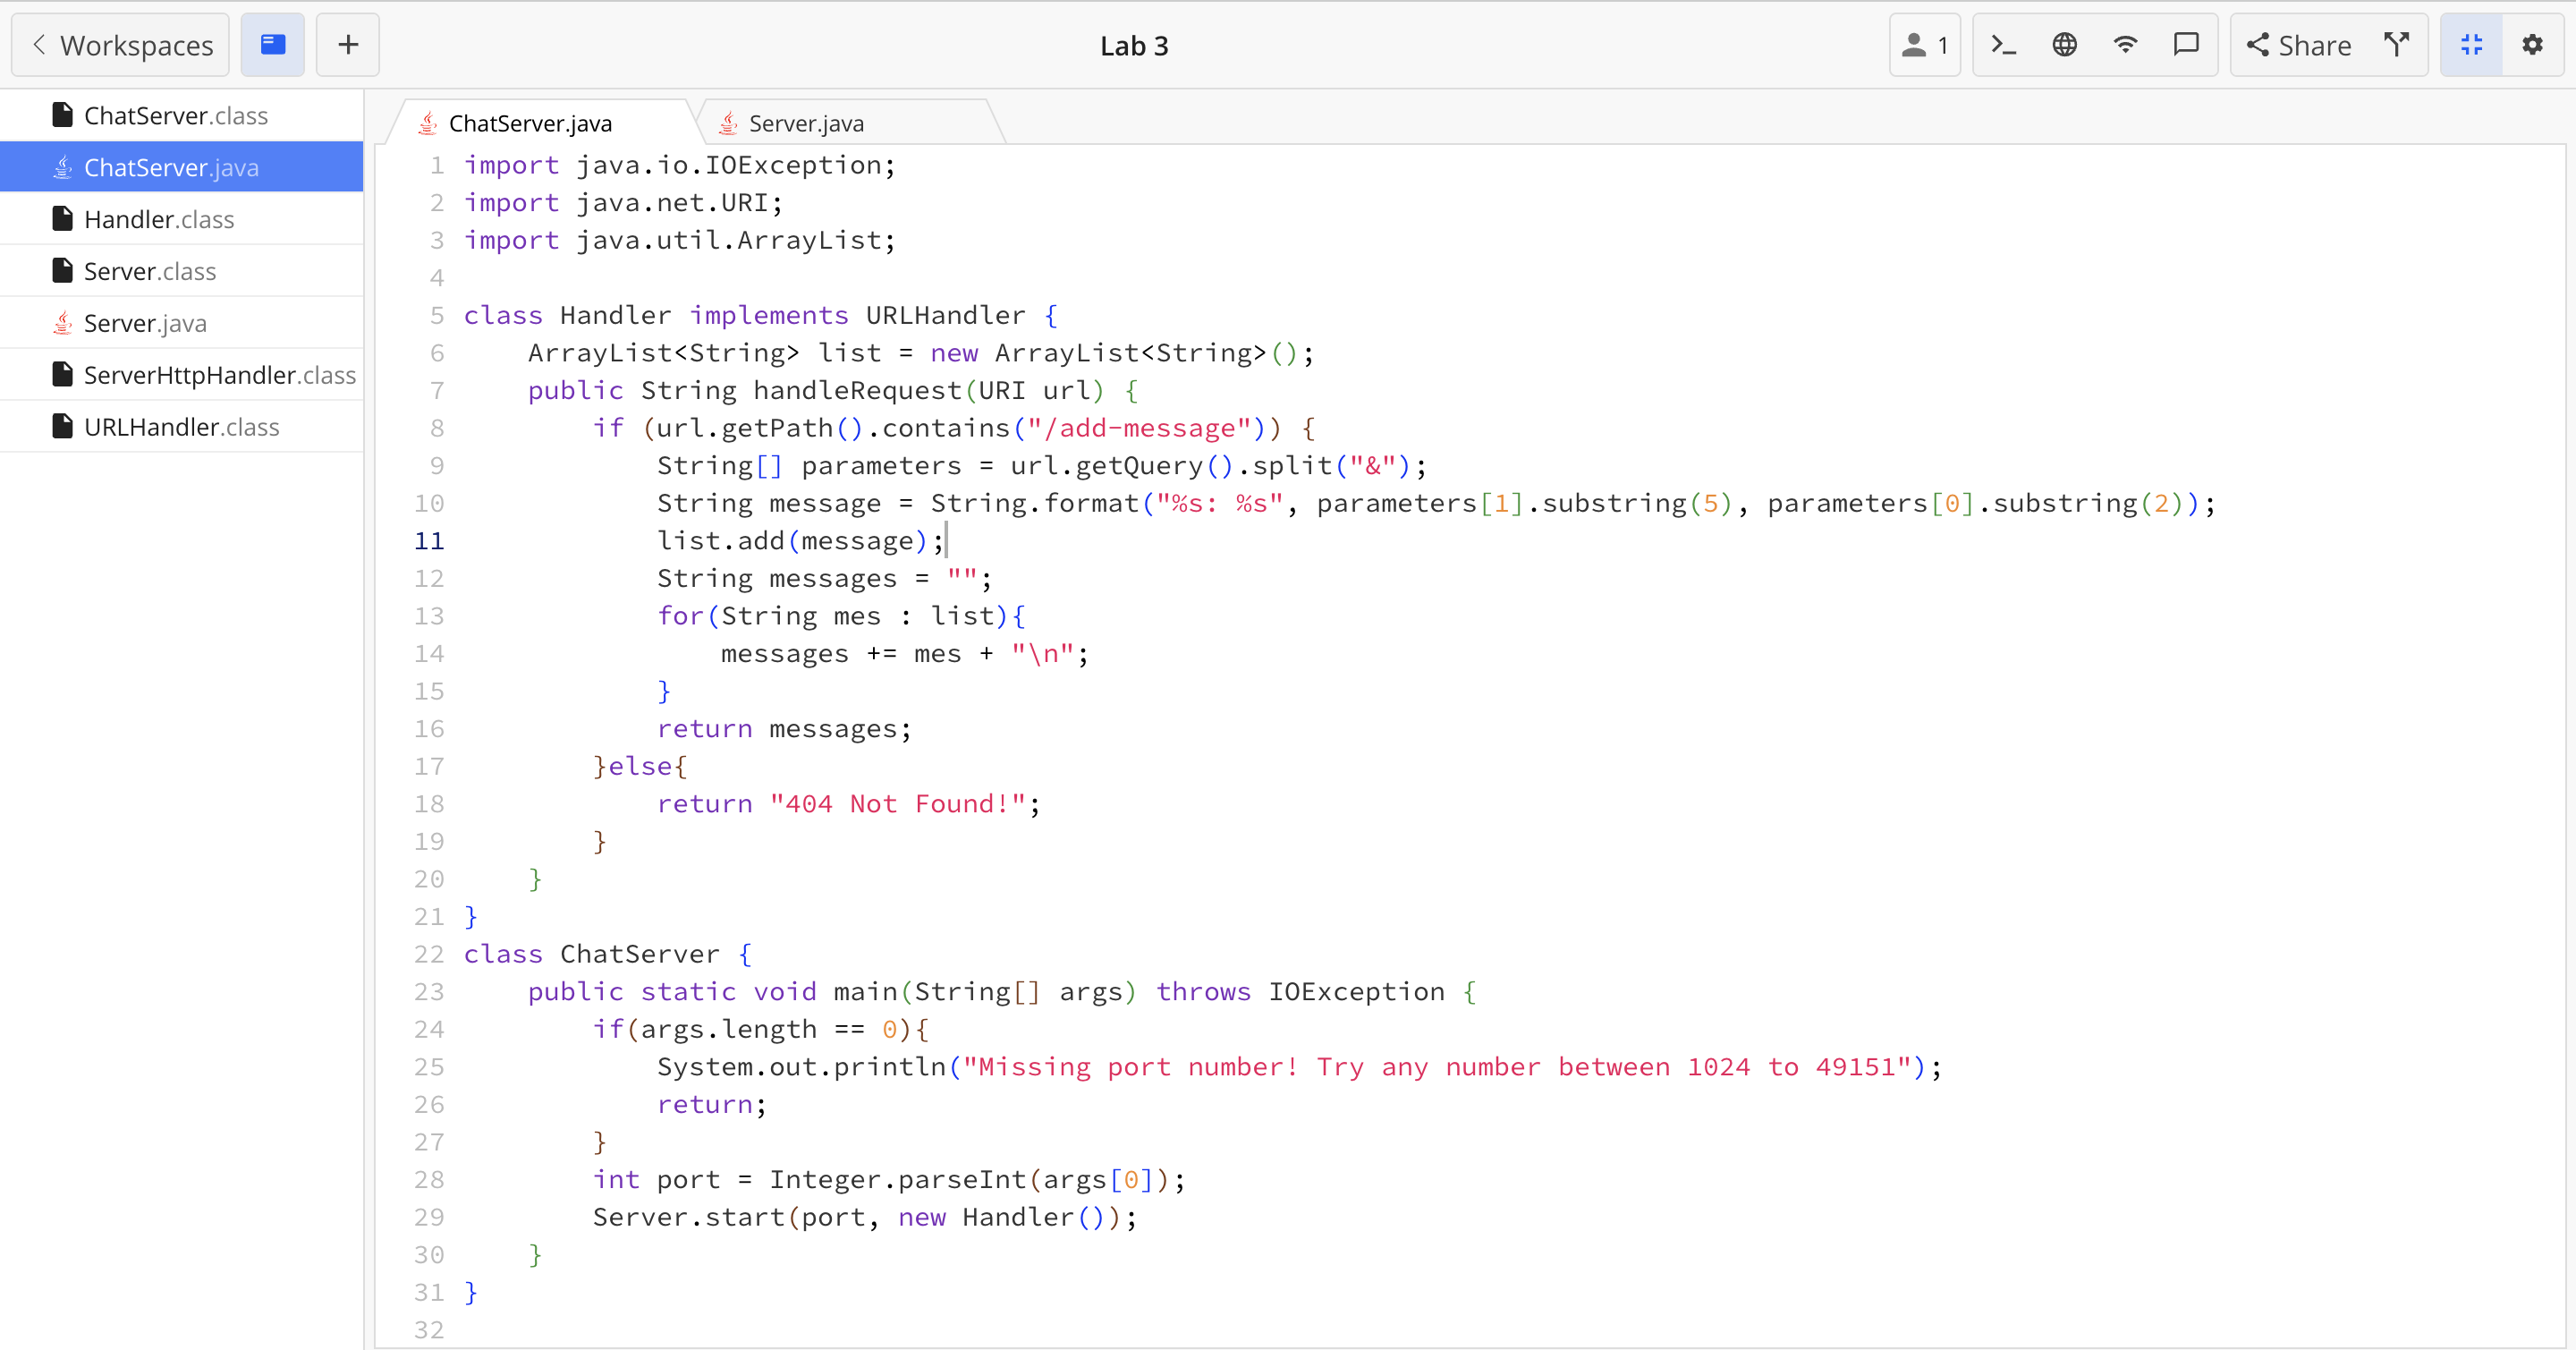 Workspaces
Lab 3
1
Share
ChatServer.class
ChatServer.java
Handler.class
Server.class
Server.java
ServerHttpHandler.class
URLHandler.class
ChatServer.java
Server.java
1 import java.io.IOException;
2 import java.net.URI;
3 import java.util.ArrayList;
4
5 class Handler implements URLHandler {
6     ArrayList<String> list = new ArrayList<String>();
7     public String handleRequest(URI url) {
8         if (url.getPath().contains("/add-message")) {
9             String[] parameters = url.getQuery().split("&");
10             String message = String.format("%s: %s", parameters[1].substring(5), parameters[0].substring(2));
11             list.add(message);
12             String messages = "";
13             for(String mes : list){
14                 messages += mes + "\n";
15             }
16             return messages;
17         }else{
18             return "404 Not Found!";
19         }
20     }
21 }
22 class ChatServer {
23     public static void main(String[] args) throws IOException {
24         if(args.length == 0){
25             System.out.println("Missing port number! Try any number between 1024 to 49151");
26             return;
27         }
28         int port = Integer.parseInt(args[0]);
29         Server.start(port, new Handler());
30     }
31 }
32